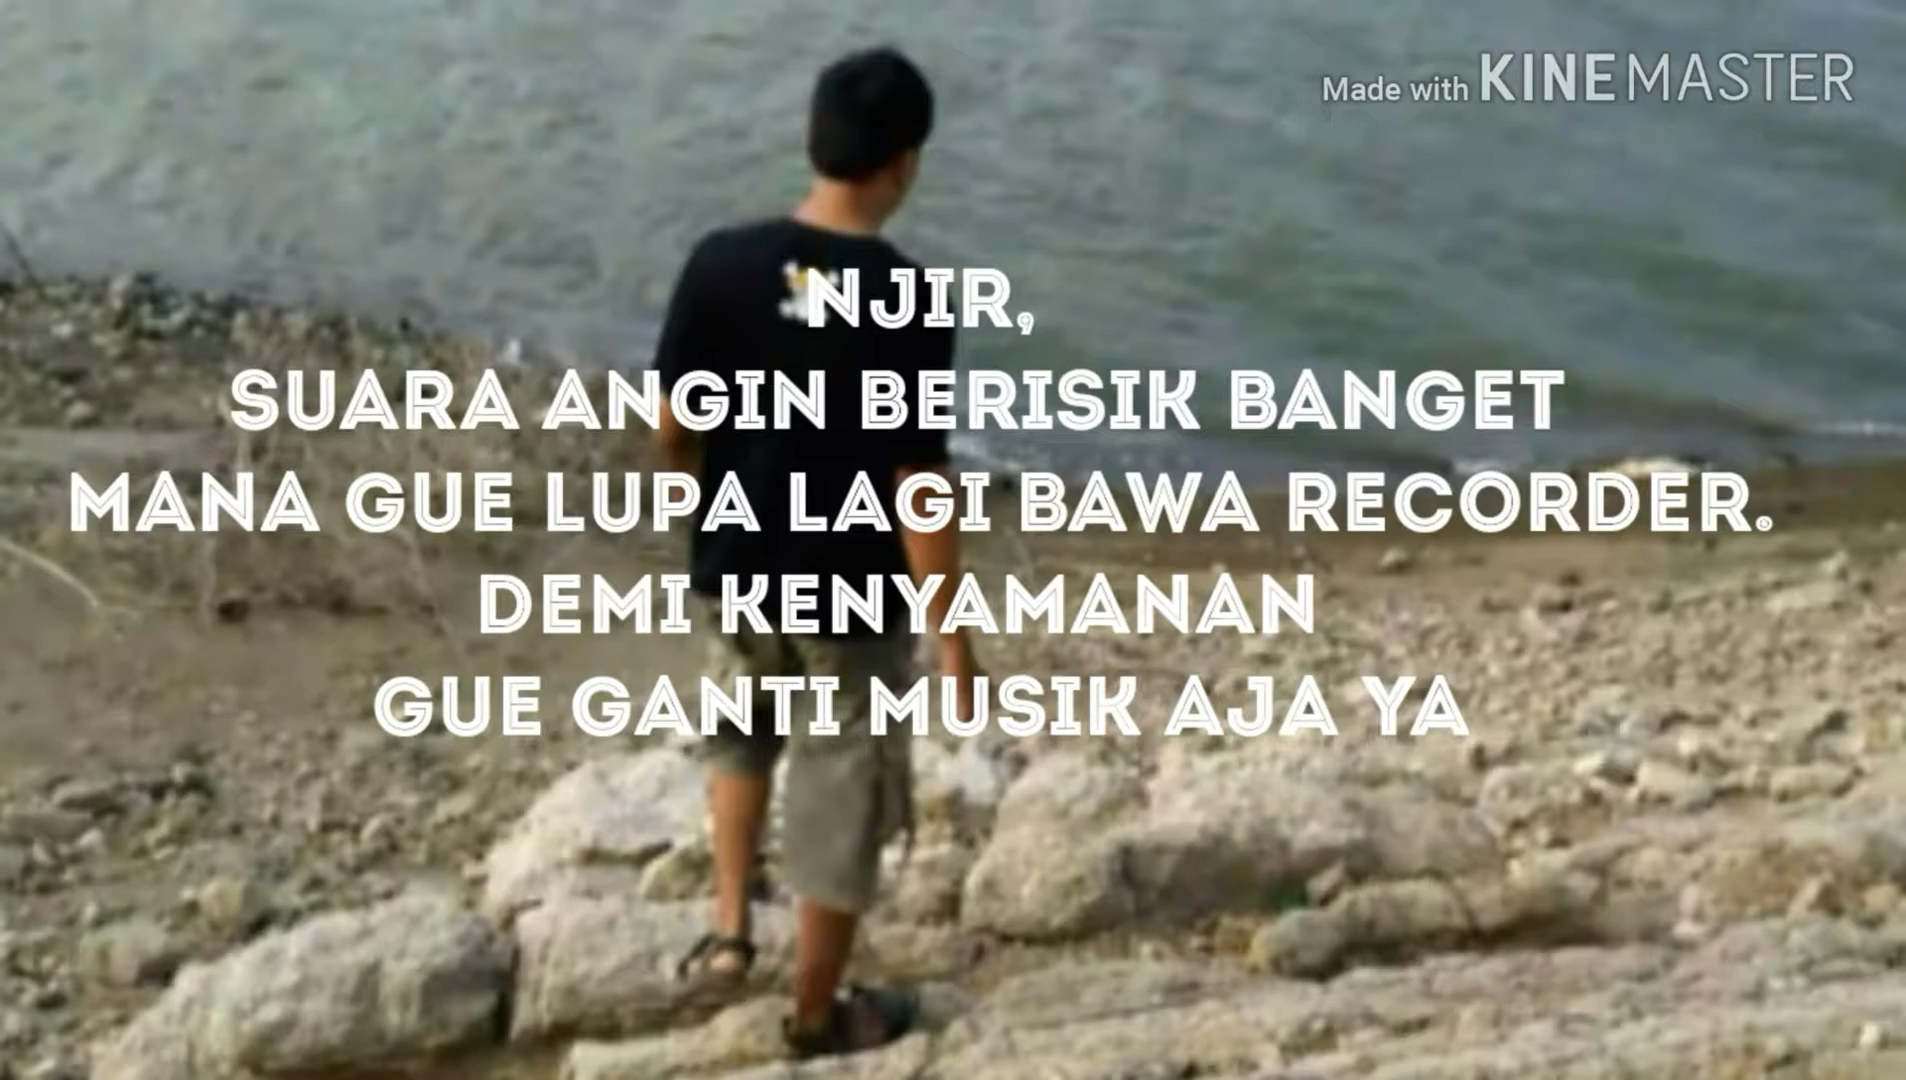 Made with KINEMASTER
NJIR,
SUARA ANGIN BERISIK BANGET
MANA GUE LUPA LAGI BAWA RECORDER.
DEMI KENYAMANAN
GUE GANTI MUSIK AJA YA